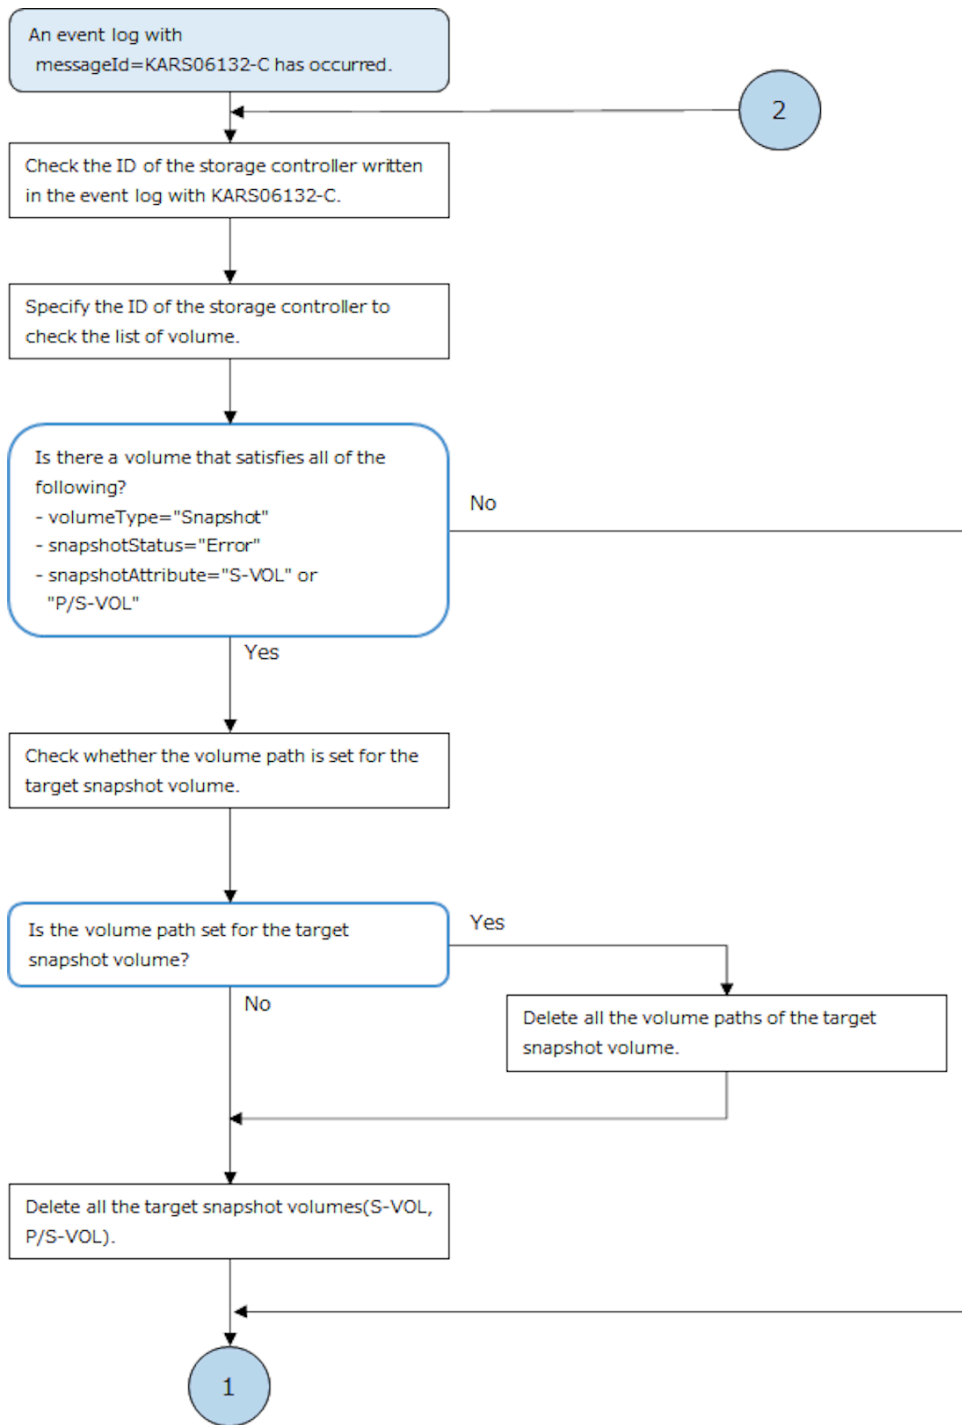 An event log with
messageId=KARS06132-C has occurred.
2
Check the ID of the storage controller written
in the event log with KARS06132-C.
Specify the ID of the storage controller to
check the list of volume.
Is there a volume that satisfies all of the
following?
- volumeType="Snapshot"
- snapshotStatus="Error"
- snapshotAttribute="S-VOL" or
"P/S-VOL"
No
Yes
Check whether the volume path is set for the
target snapshot volume.
Is the volume path set for the target
snapshot volume?
Yes
No
Delete all the volume paths of the target
snapshot volume.
Delete all the target snapshot volumes(S-VOL,
P/S-VOL).
1